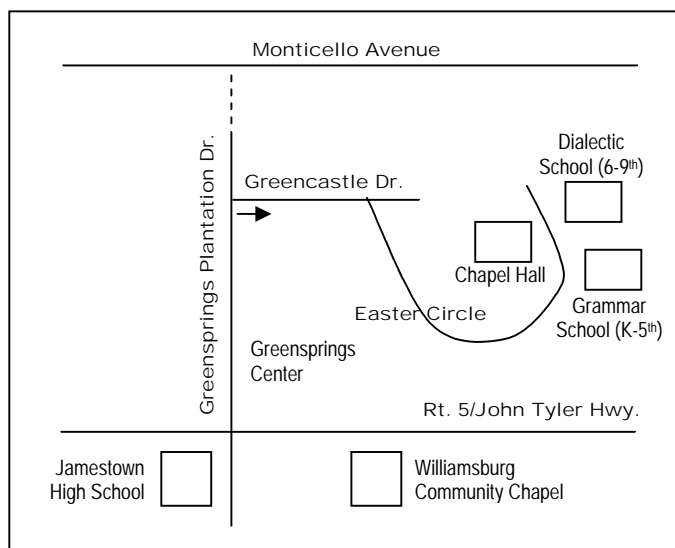 Monticello Avenue
Dialectic
School (6-9th)
Greensprings Plantation Dr.
Greencastle Dr.
Chapel Hall
Grammar
School (K-5th)
Easter Circle
Greensprings
Center
Rt. 5/John Tyler Hwy.
Jamestown
High School
Williamsburg
Community Chapel